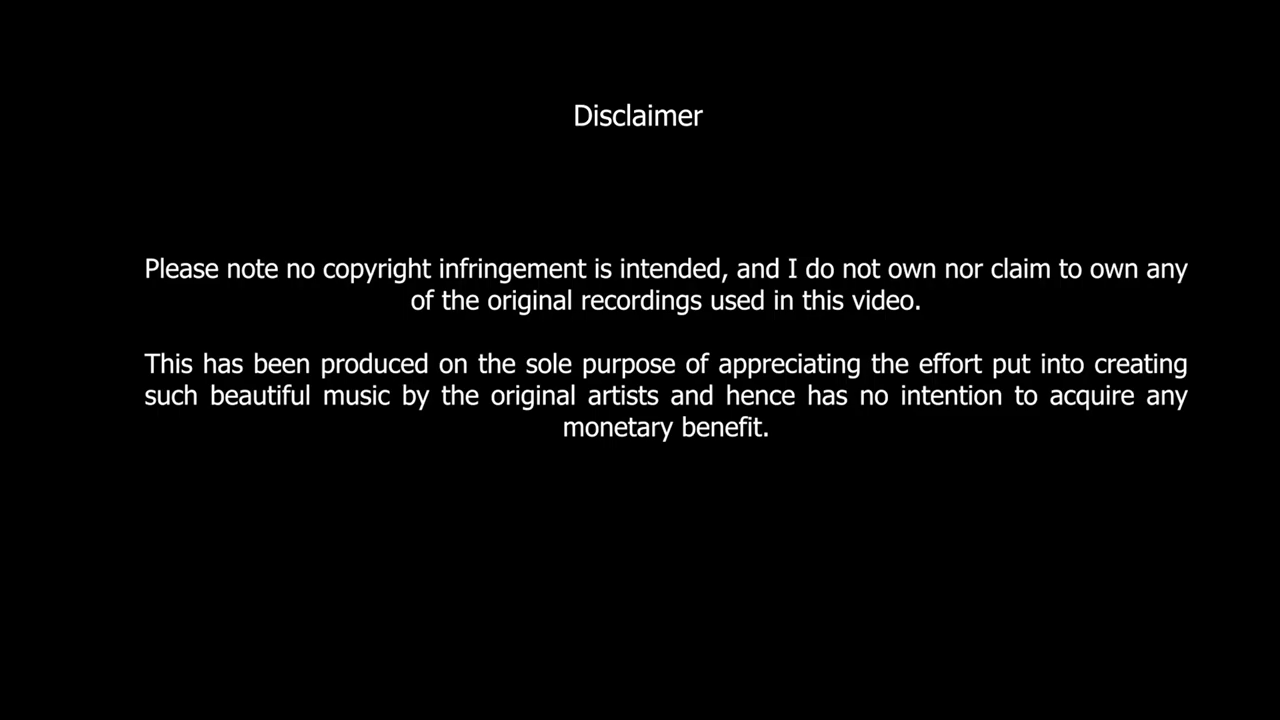 Disclaimer
Please note no copyright infringement is intended, and I do not own nor claim to own any
of the original recordings used in this video.
This has been produced on the sole purpose of appreciating the effort put into creating
such beautiful music by the original artists and hence has no intention to acquire any
monetary benefit.